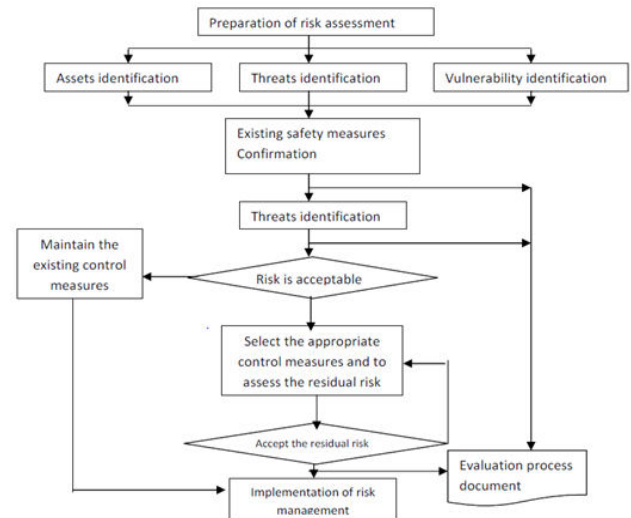 Preparation of risk assessment
Assets identification
Threats identification
Vulnerability identification
Existing safety measures
Confirmation
Threats identification
Maintain the
existing control
measures
Risk is acceptable
Select the appropriate
control measures and to
assess the residual risk
Accept the residual risk
Evaluation process
document
Implementation of risk
management